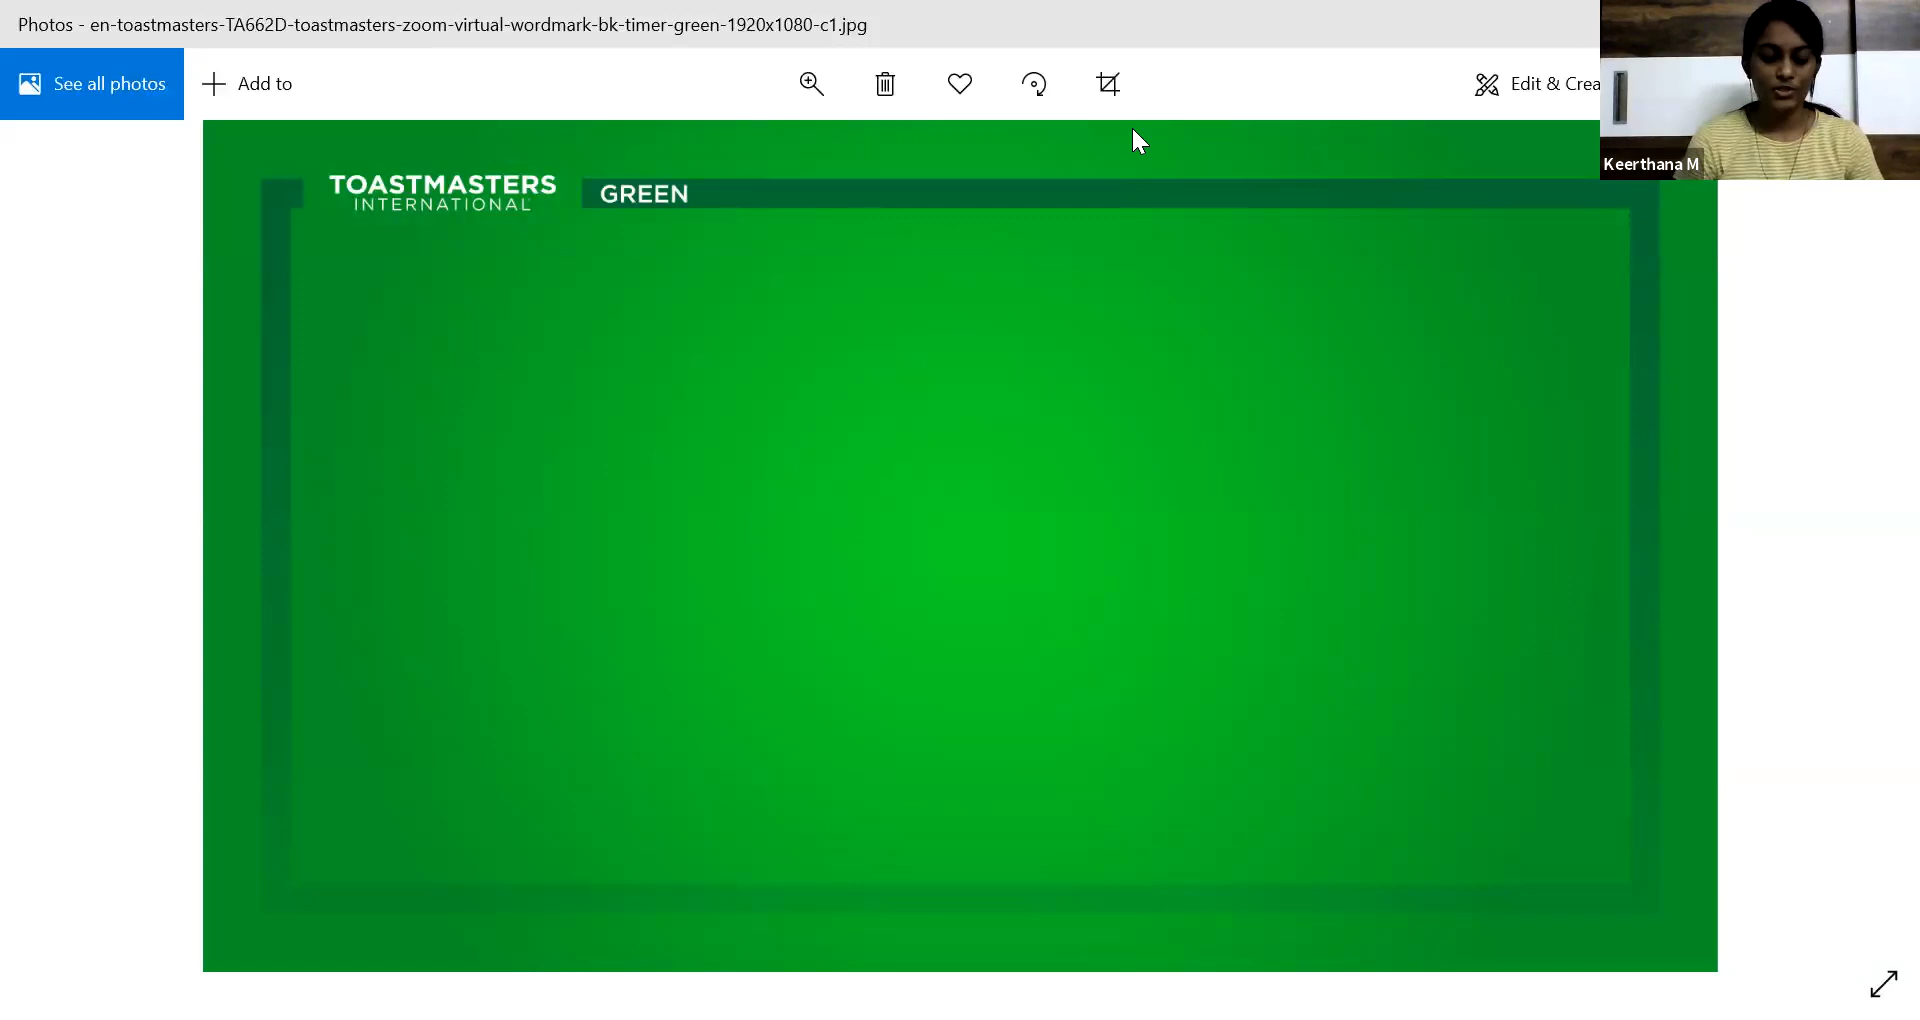 Photos - en-toastmasters-TA662D-toastmasters-zoom-virtual-wordmark-bk-timer-green-1920x1080-c1.jpg
See all photos
Add to
Edit & Crea
Keerthana M
TOASTMASTERS
INTERNATIONAL
GREEN